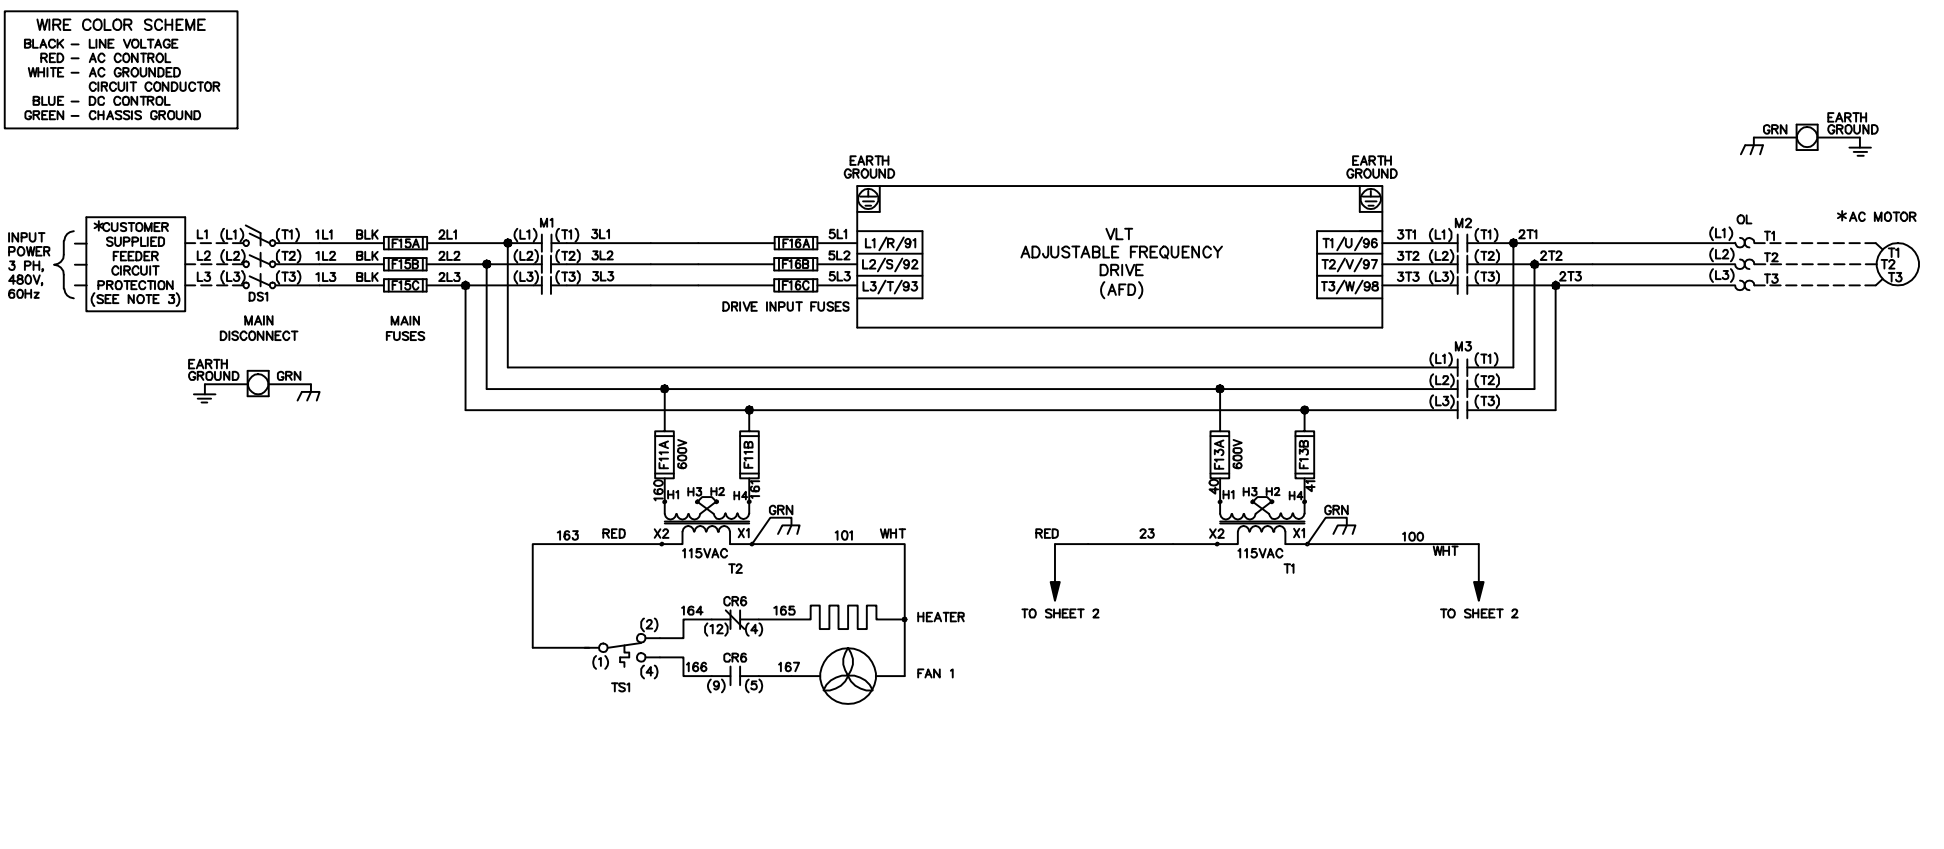 WIRE COLOR SCHEME
BLACK – LINE VOLTAGE
RED – AC CONTROL
WHITE – AC GROUNDED
CIRCUIT CONDUCTOR
BLUE – DC CONTROL
GREEN – CHASSIS GROUND
GRN
EARTH
GROUND
EARTH
GROUND
EARTH
GROUND
INPUT
POWER
3 PH,
480V,
60Hz
*CUSTOMER
SUPPLIED
FEEDER
CIRCUIT
PROTECTION
(SEE NOTE 3)
L1 (L1) (T1) 1L1 BLK F15A 2L1 (L1) M1 (T1) 3L1 F16A 5L1 L1/R/91
L2 (L2) (T2) 1L2 BLK F15B 2L2 (L2) (T2) 3L2 F16B 5L2 L2/S/92
L3 (L3) (T3) 1L3 BLK F15C 2L3 (L3) (T3) 3L3 F16C 5L3 L3/T/93
DS1
MAIN
DISCONNECT
MAIN
FUSES
DRIVE INPUT FUSES
VLT
ADJUSTABLE FREQUENCY
DRIVE
(AFD)
T1/U/96 3T1 (L1) M2 (T1) 2T1 (L1) OL T1
T2/V/97 3T2 (L2) (T2) 2T2 (L2) T2
T3/W/98 3T3 (L3) (T3) 2T3 (L3) T3
*AC MOTOR
T1
T2
T3
M3
(L1) (T1)
(L2) (T2)
(L3) (T3)
EARTH
GROUND
GRN
F11A
600V
F11B
160
161
H1 H3 H2 H4
GRN
163 RED X2 X1 101 WHT
115VAC
T2
F13A
600V
F13B
40
41
H1 H3 H2 H4
GRN
RED 23 X2 X1 100
WHT
115VAC
T1
TO SHEET 2
TO SHEET 2
164 CR6 165
(12) (4)
HEATER
(2)
(1)
(4)
TS1
166 CR6 167
(9) (5)
FAN 1